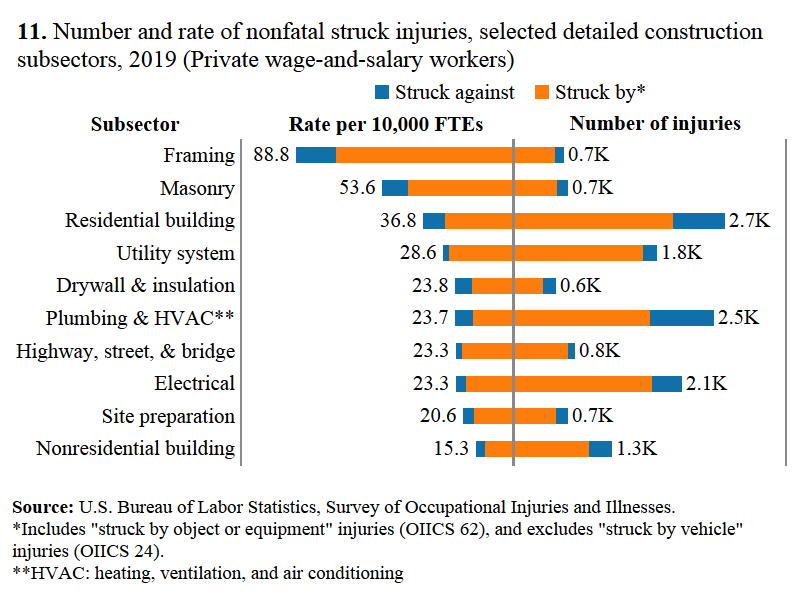 11. Number and rate of nonfatal struck injuries, selected detailed construction
subsectors, 2019 (Private wage-and-salary workers)
Struck against Struck by*
Subsector Rate per 10,000 FTEs Number of injuries
Framing 88.8 0.7K
Masonry 53.6 0.7K
Residential building 36.8 2.7K
Utility system 28.6 1.8K
Drywall & insulation 23.8 0.6K
Plumbing & HVAC** 23.7 2.5K
Highway, street, & bridge 23.3 0.8K
Electrical 23.3 2.1K
Site preparation 20.6 0.7K
Nonresidential building 15.3 1.3K
Source: U.S. Bureau of Labor Statistics, Survey of Occupational Injuries and Illnesses.
*Includes "struck by object or equipment" injuries (OIICS 62), and excludes "struck by vehicle"
injuries (OIICS 24).
**HVAC: heating, ventilation, and air conditioning